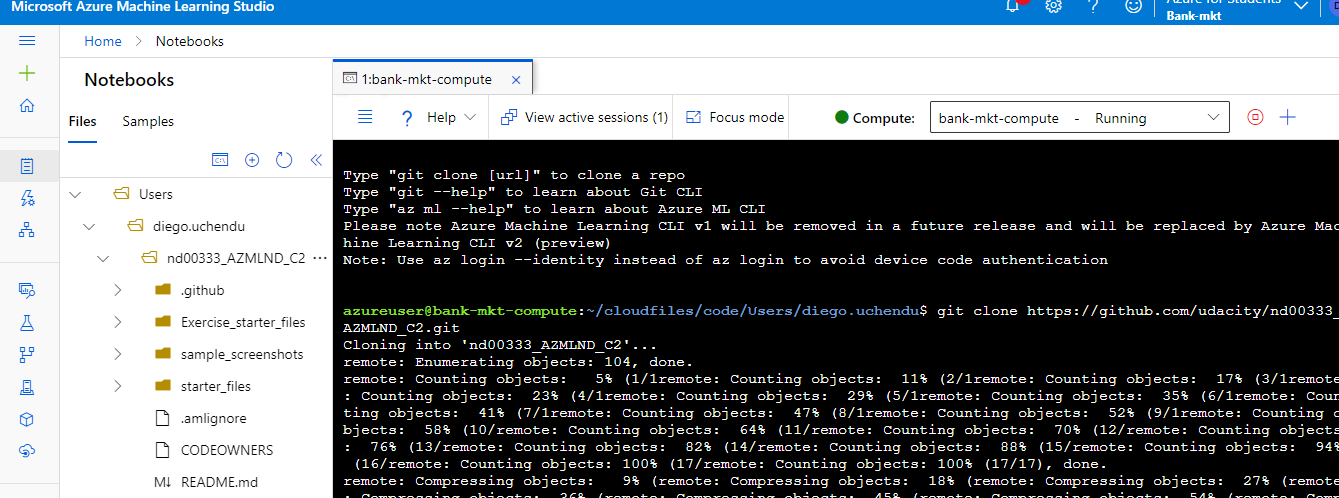 Microsoft Azure Machine Learning Studio
Bank-mkt
Home > Notebooks
Notebooks
Files Samples
Users
diego.uchendu
nd00333_AZMLND_C2 ...
.github
Exercise_starter_files
sample_screenshots
starter_files
.amlignore
CODEOWNERS
README.md
1:bank-mkt-compute ×
? Help View active sessions (1) Focus mode Compute: bank-mkt-compute - Running
Type "git clone [url]" to clone a repo
Type "git --help" to learn about Git CLI
Type "az ml --help" to learn about Azure ML CLI
Please note Azure Machine Learning CLI v1 will be removed in a future release and will be replaced by Azure Mac
hine Learning CLI v2 (preview)
Note: Use az login --identity instead of az login to avoid device code authentication
azureuser@bank-mkt-compute:~/cloudfiles/code/Users/diego.uchendu$ git clone https://github.com/udacity/nd00333_
AZMLND_C2.git
Cloning into 'nd00333_AZMLND_C2'...
remote: Enumerating objects: 104, done.
remote: Counting objects:   5% (1/1remote: Counting objects:  11% (2/1remote: Counting objects:  17% (3/1remote
: Counting objects:  23% (4/1remote: Counting objects:  29% (5/1remote: Counting objects:  35% (6/1remote: Coun
ting objects:  41% (7/1remote: Counting objects:  47% (8/1remote: Counting objects:  52% (9/1remote: Counting o
bjects:  58% (10/remote: Counting objects:  64% (11/remote: Counting objects:  70% (12/remote: Counting objects
:  76% (13/remote: Counting objects:  82% (14/remote: Counting objects:  88% (15/remote: Counting objects:  94%
 (16/remote: Counting objects: 100% (17/remote: Counting objects: 100% (17/17), done.
remote: Compressing objects:   9% (remote: Compressing objects:  18% (remote: Compressing objects:  27% (remote
: Compressing objects:  36% (remote: Compressing objects:  45% (remote: Compressing objects:  54% (remote: Co